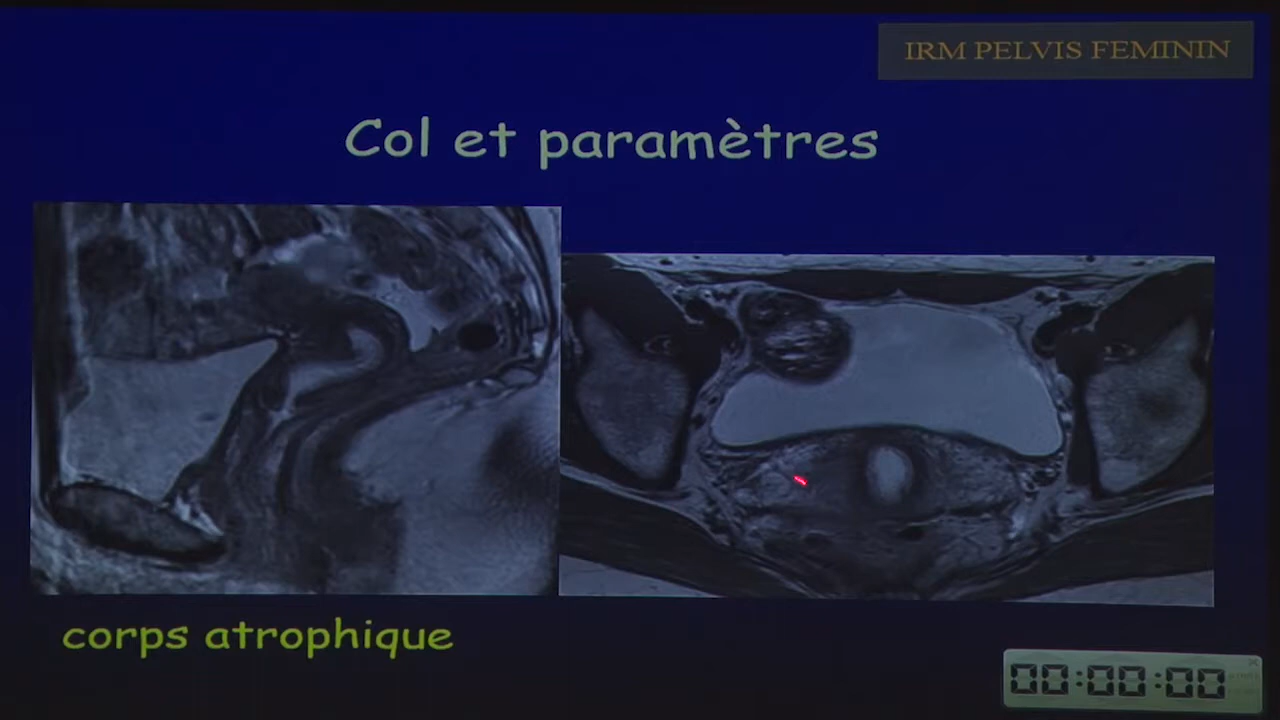 IRM PELVIS FEMININ
Col et paramètres
corps atrophique
00:00:00